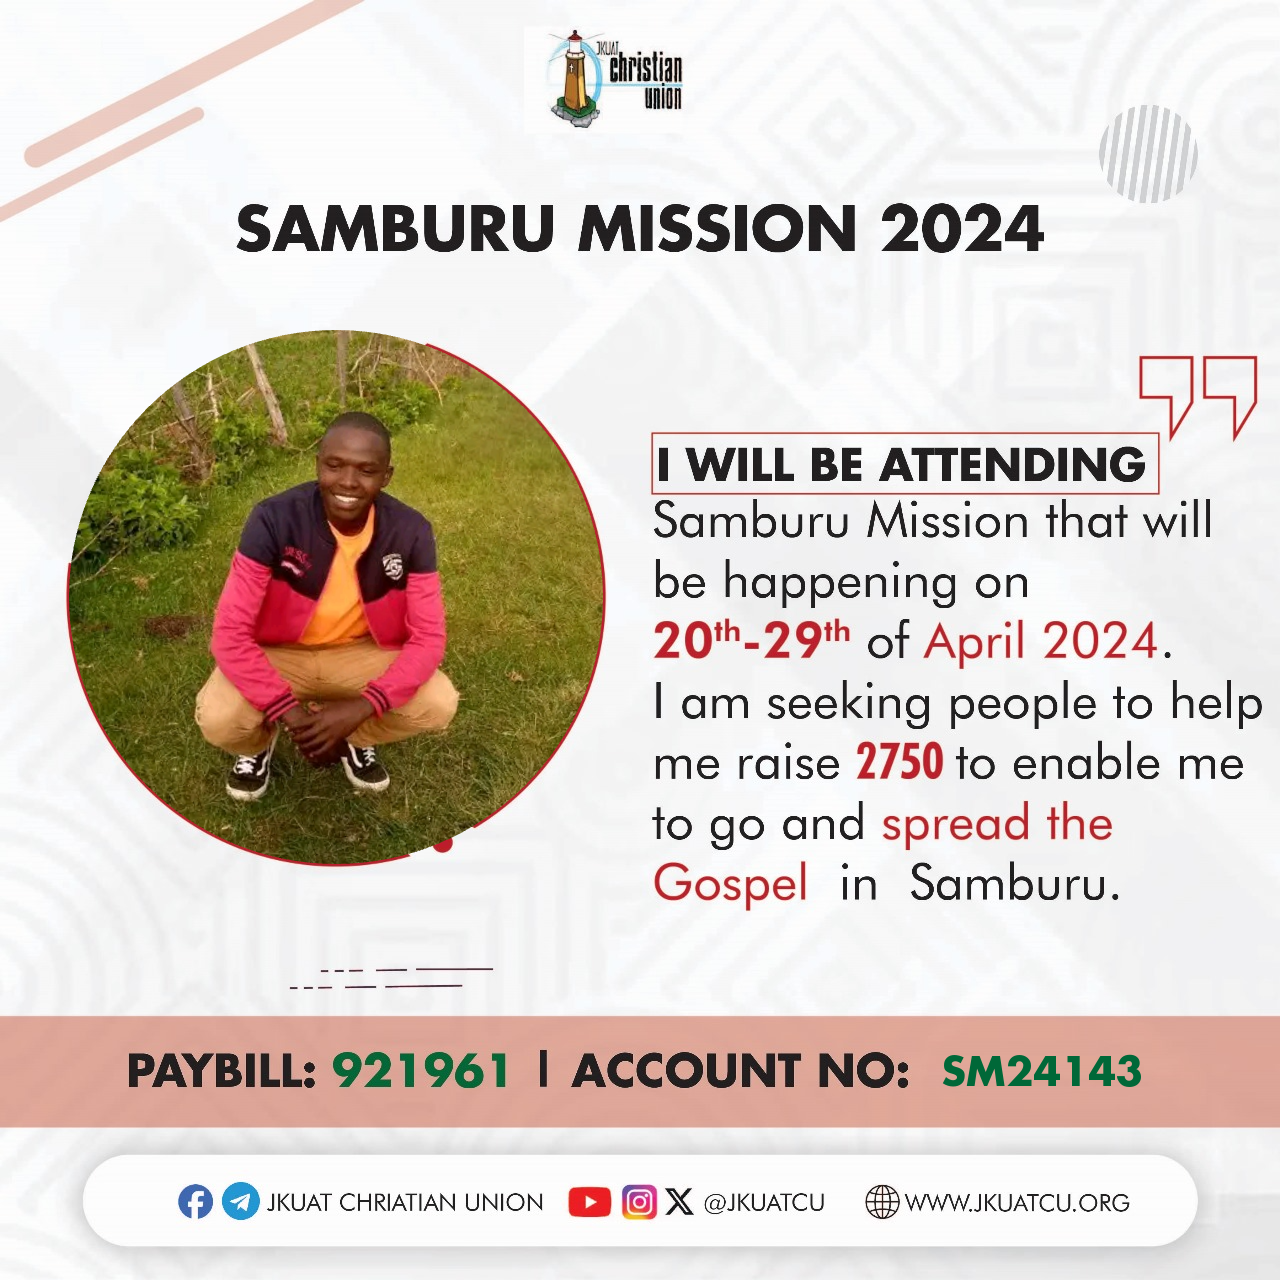 JKUAT
christian
union
SAMBURU MISSION 2024
I WILL BE ATTENDING
Samburu Mission that will
be happening on
20th-29th of April 2024.
I am seeking people to help
me raise 2750 to enable me
to go and spread the
Gospel in Samburu.
PAYBILL: 921961 | ACCOUNT NO: SM24143
JKUAT CHRIATIAN UNION @JKUATCU WWW.JKUATCU.ORG